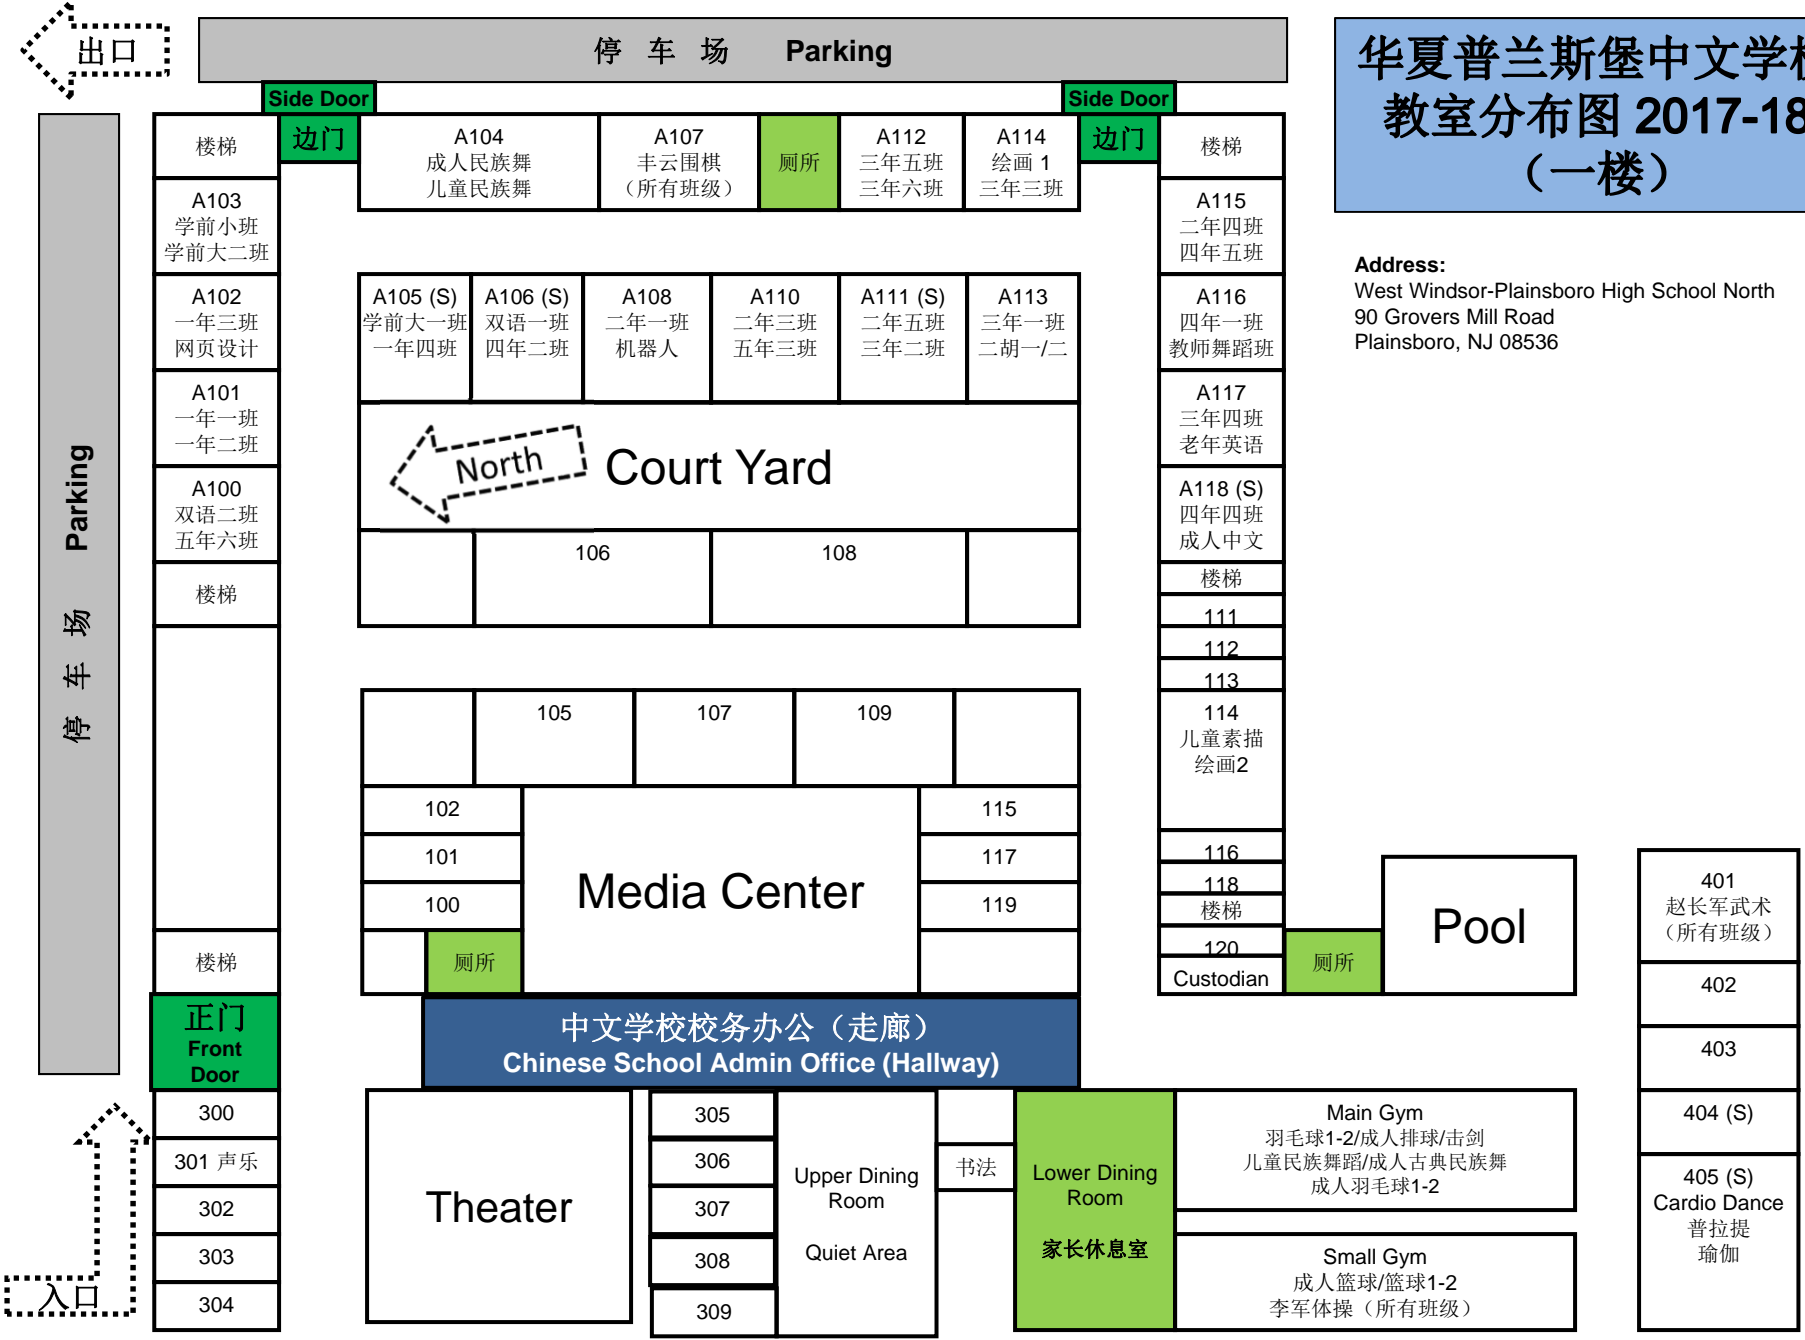 出口
停 车 场 Parking
华夏普兰斯堡中文学校
教室分布图 2017-18
（一楼）
Side Door
边门
Side Door
边门
楼梯
A104
成人民族舞
儿童民族舞
A107
丰云围棋
（所有班级）
厕所
A112
三年五班
三年六班
A114
绘画 1
三年三班
楼梯
A103
学前小班
学前大二班
A115
二年四班
四年五班
Address:
West Windsor-Plainsboro High School North
90 Grovers Mill Road
Plainsboro, NJ 08536
A102
一年三班
网页设计
A105 (S)
学前大一班
一年四班
A106 (S)
双语一班
四年二班
A108
二年一班
机器人
A110
二年三班
五年三班
A111 (S)
二年五班
三年二班
A113
三年一班
二胡一/二
A116
四年一班
教师舞蹈班
A101
一年一班
一年二班
North
Court Yard
A117
三年四班
老年英语
停 车 场 Parking
A100
双语二班
五年六班
A118 (S)
四年四班
成人中文
楼梯
106
108
楼梯
111
112
113
105
107
109
114
儿童素描
绘画2
102
101
100
厕所
Media Center
115
117
119
116
118
楼梯
120
Custodian
厕所
Pool
401
赵长军武术
（所有班级）
402
403
404 (S)
405 (S)
Cardio Dance
普拉提
瑜伽
楼梯
正门
Front
Door
中文学校校务办公（走廊）
Chinese School Admin Office (Hallway)
300
301 声乐
302
303
304
入口
Theater
305
306
307
308
309
Upper Dining
Room
Quiet Area
书法
Lower Dining
Room
家长休息室
Main Gym
羽毛球1-2/成人排球/击剑
儿童民族舞蹈/成人古典民族舞
成人羽毛球1-2
Small Gym
成人篮球/篮球1-2
李军体操（所有班级）